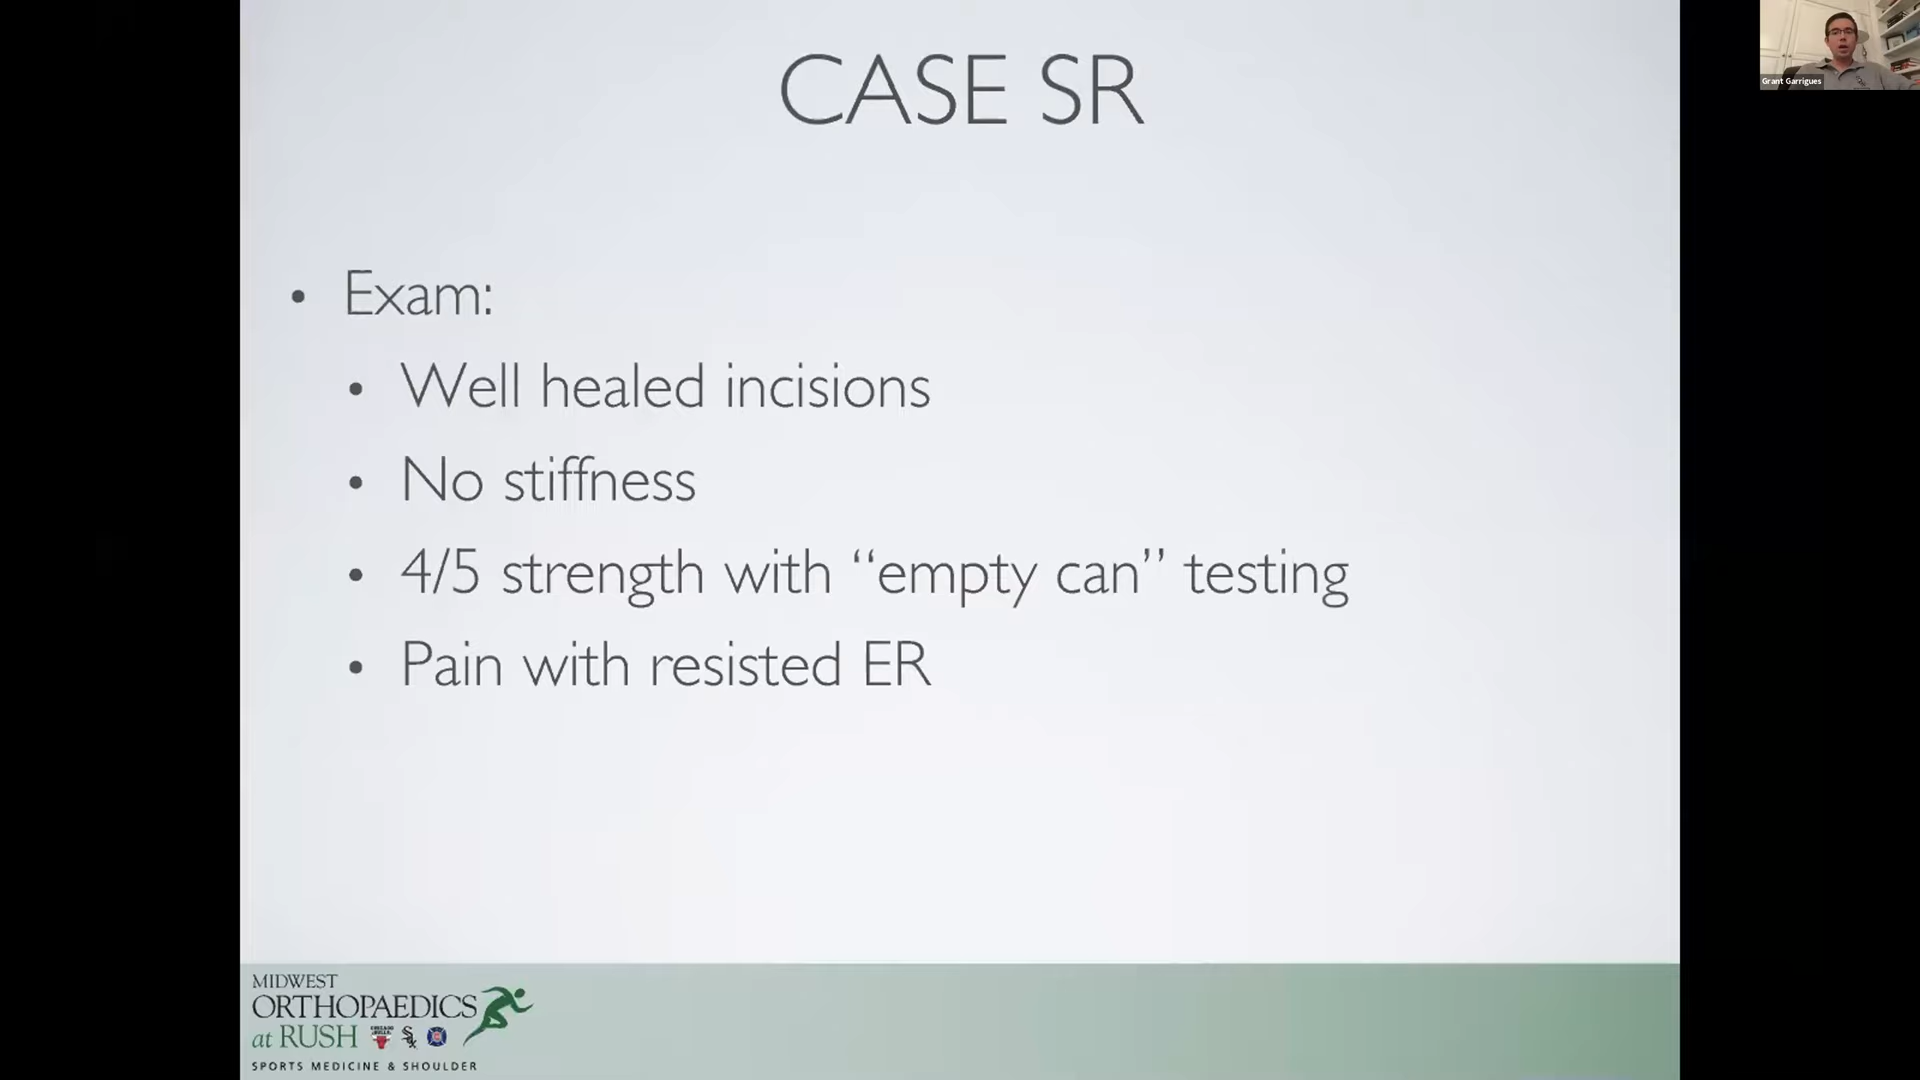 CASE SR
Grant Garrigues
• Exam:
• Well healed incisions
• No stiffness
• 4/5 strength with “empty can” testing
• Pain with resisted ER
MIDWEST
ORTHOPAEDICS
at RUSH
SPORTS MEDICINE & SHOULDER